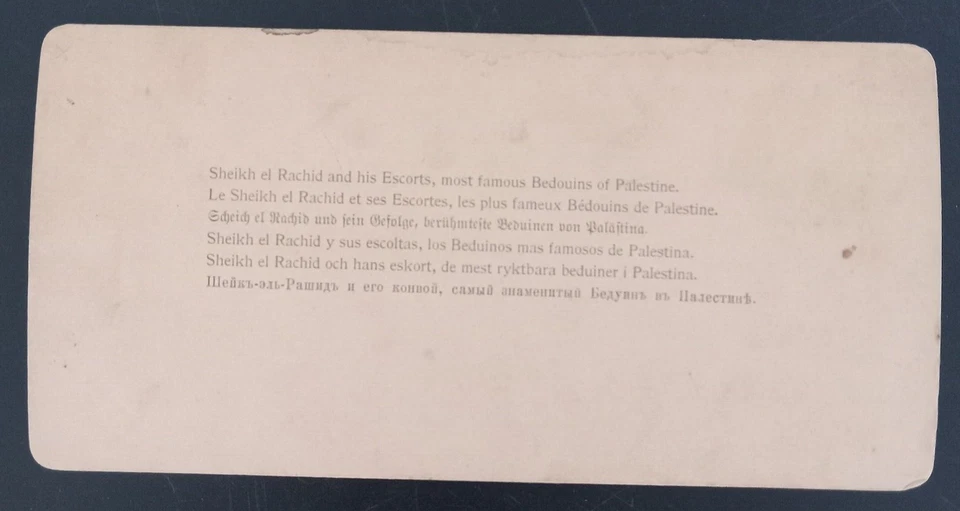 Sheikh el Rachid and his Escorts, most famous Bedouins of Palestine.
Le Sheikh el Rachid et ses Escortes, les plus fameux Bédouins de Palestine.
Scheich el Rachid und sein Gefolge, berühmteste Beduinen von Palästina.
Sheikh el Rachid y sus escoltas, los Beduinos mas famosos de Palestina.
Sheikh el Rachid och hans eskort, de mest ryktbara beduiner i Palestina.
Шейкъ-эль-Рашидъ и его конвой, самый знаменитый Бедуинъ въ Палестинѣ.